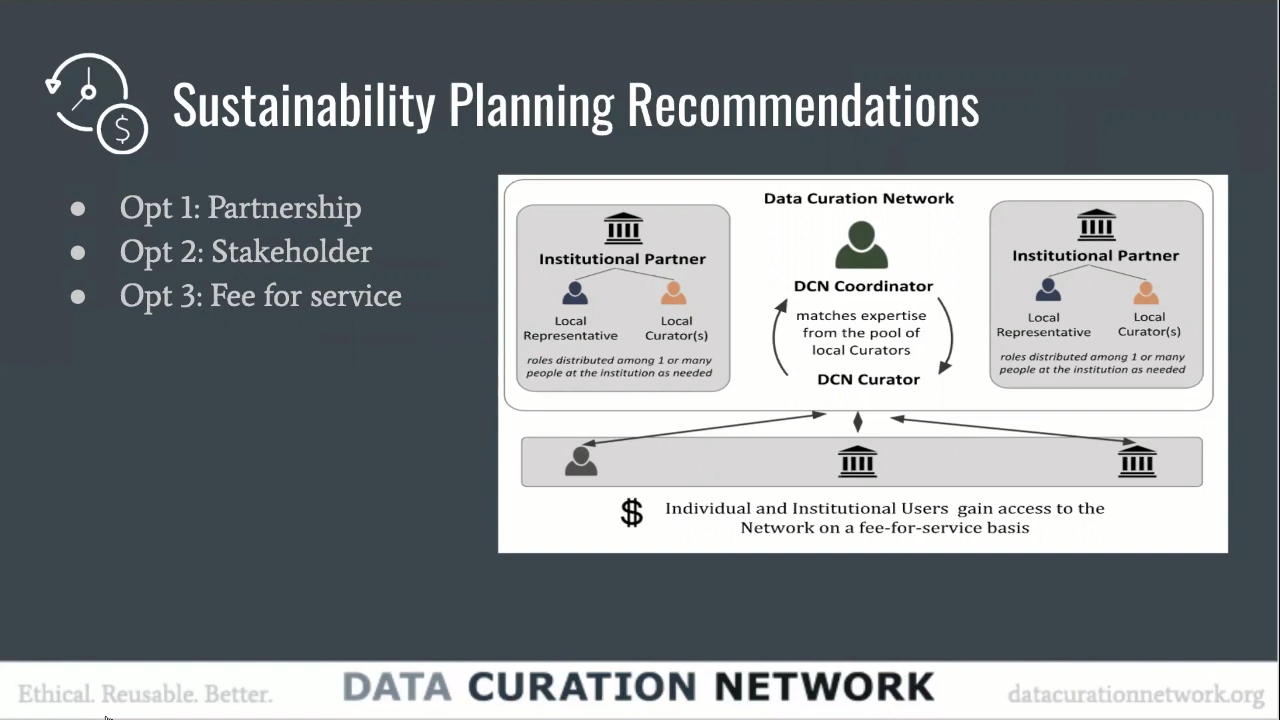 Sustainability Planning Recommendations
$
● Opt 1: Partnership
● Opt 2: Stakeholder
● Opt 3: Fee for service
Data Curation Network
Institutional Partner
Local
Representative
Local
Curator(s)
roles distributed among 1 or many
people at the institution as needed
DCN Coordinator
matches expertise
from the pool of
local Curators
DCN Curator
Institutional Partner
Local
Representative
Local
Curator(s)
roles distributed among 1 or many
people at the institution as needed
$ Individual and Institutional Users gain access to the
Network on a fee-for-service basis
Ethical. Reusable. Better.
DATA CURATION NETWORK
datacurationnetwork.org